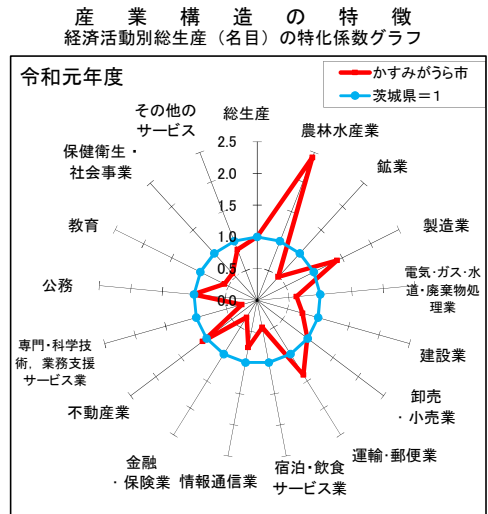 産業構造の特徴
経済活動別総生産（名目）の特化係数グラフ
令和元年度
かすみがうら市
茨城県＝1
総生産
農林水産業
鉱業
製造業
電気・ガス・水
道・廃棄物処
理業
建設業
卸売
・小売業
運輸・郵便業
宿泊・飲食
サービス業
情報通信業
金融
・保険業
不動産業
専門・科学技
術，業務支援
サービス業
公務
教育
保健衛生・
社会事業
その他の
サービス
2.5
2.0
1.5
1.0
0.5
0.0